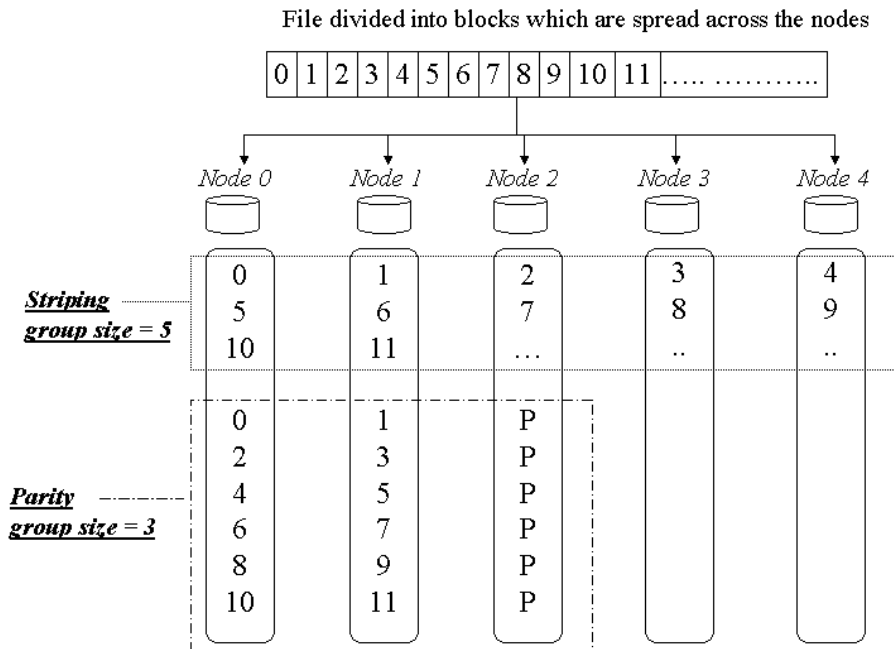 File divided into blocks which are spread across the nodes
0 1 2 3 4 5 6 7 8 9 10 11 ..... ...........
Node 0 Node 1 Node 2 Node 3 Node 4
0 1 2 3 4
Striping
group size = 5
5 6 7 8 9
10 11 ... .. ..
0 1 P
2 3 P
Parity
group size = 3
4 5 P
6 7 P
8 9 P
10 11 P